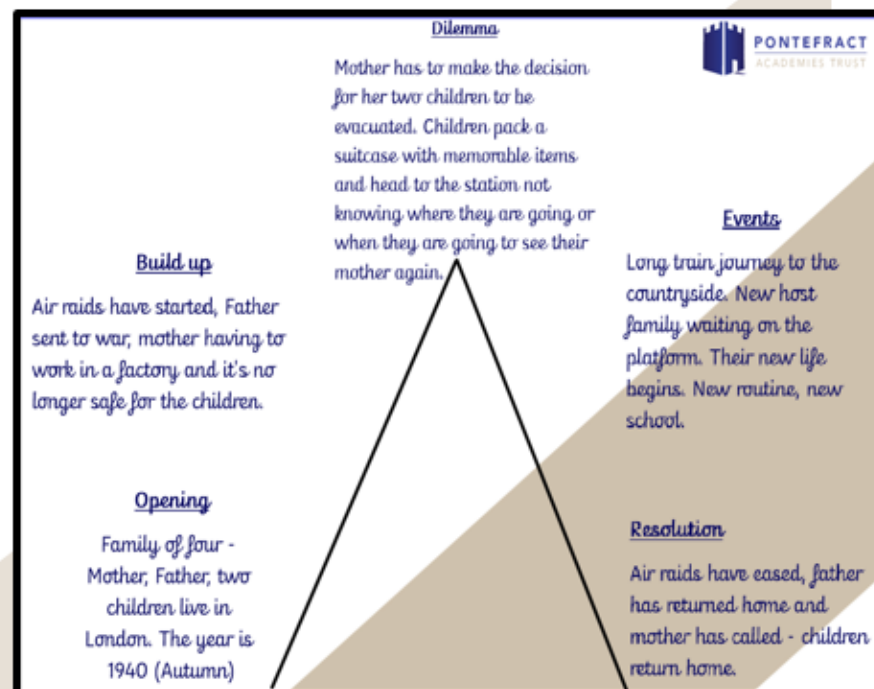 Dilemma
Mother has to make the decision
for her two children to be
evacuated. Children pack a
suitcase with memorable items
and head to the station not
knowing where they are going or
when they are going to see their
mother again.
PONTEFRACT
ACADEMIES TRUST
Build up
Air raids have started, Father
sent to war, mother having to
work in a factory and it's no
longer safe for the children.
Events
Long train journey to the
countryside. New host
family waiting on the
platform. Their new life
begins. New routine, new
school.
Opening
Family of four -
Mother, Father, two
children live in
London. The year is
1940 (Autumn)
Resolution
Air raids have eased, father
has returned home and
mother has called - children
return home.